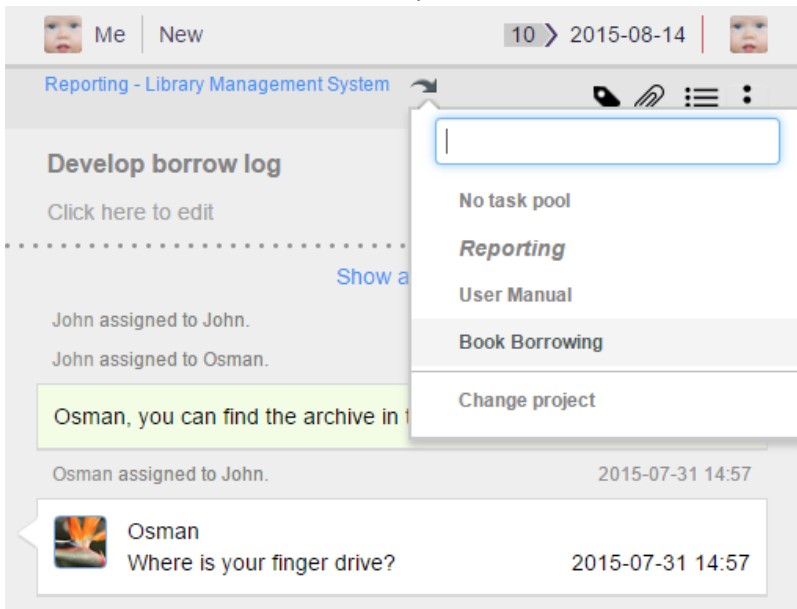 Me New 10 2015-08-14
Reporting - Library Management System
Develop borrow log
Click here to edit
No task pool
Reporting
User Manual
Book Borrowing
Change project
Show a
John assigned to John.
John assigned to Osman.
Osman, you can find the archive in
Osman assigned to John. 2015-07-31 14:57
Osman
Where is your finger drive? 2015-07-31 14:57